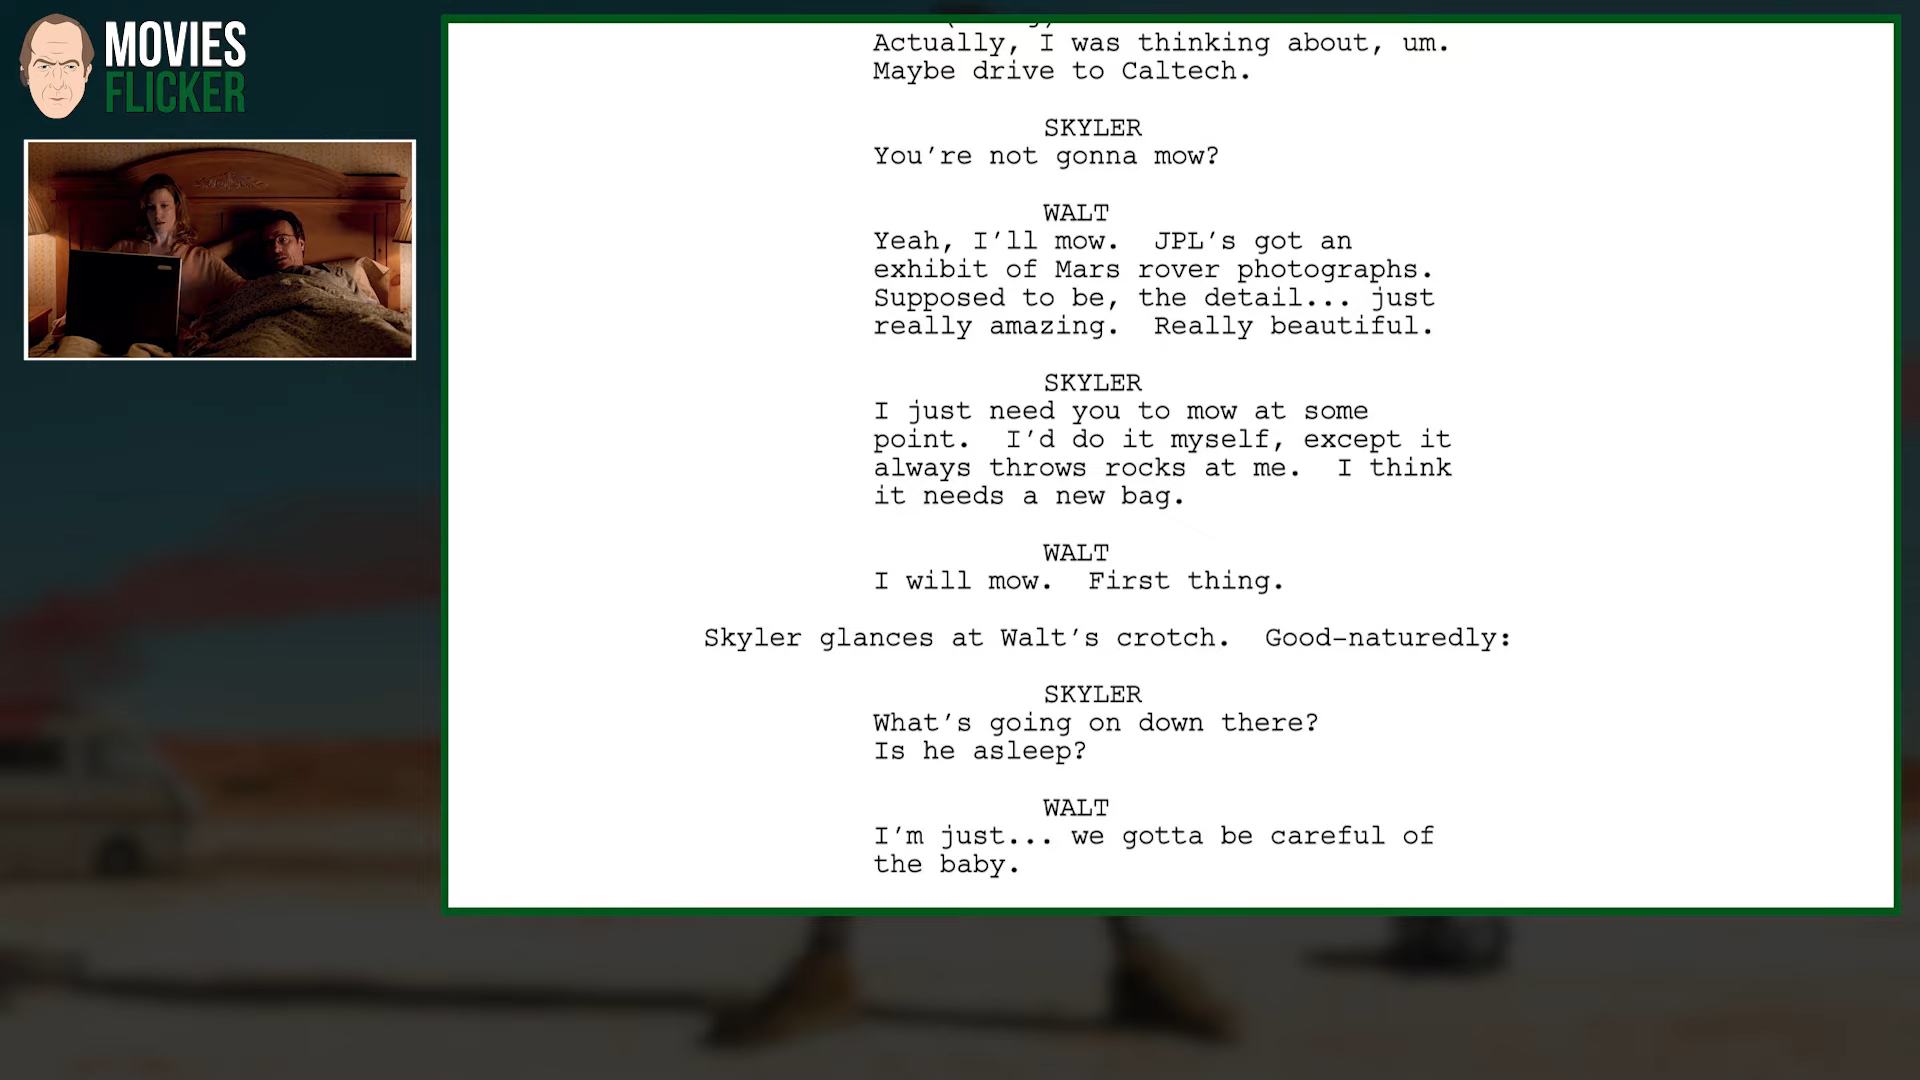 MOVIES
FLICKER
Actually, I was thinking about, um.
Maybe drive to Caltech.
SKYLER
You're not gonna mow?
WALT
Yeah, I'll mow.  JPL's got an
exhibit of Mars rover photographs.
Supposed to be, the detail... just
really amazing.  Really beautiful.
SKYLER
I just need you to mow at some
point.  I'd do it myself, except it
always throws rocks at me.  I think
it needs a new bag.
WALT
I will mow.  First thing.
Skyler glances at Walt's crotch.  Good-naturedly:
SKYLER
What's going on down there?
Is he asleep?
WALT
I'm just... we gotta be careful of
the baby.